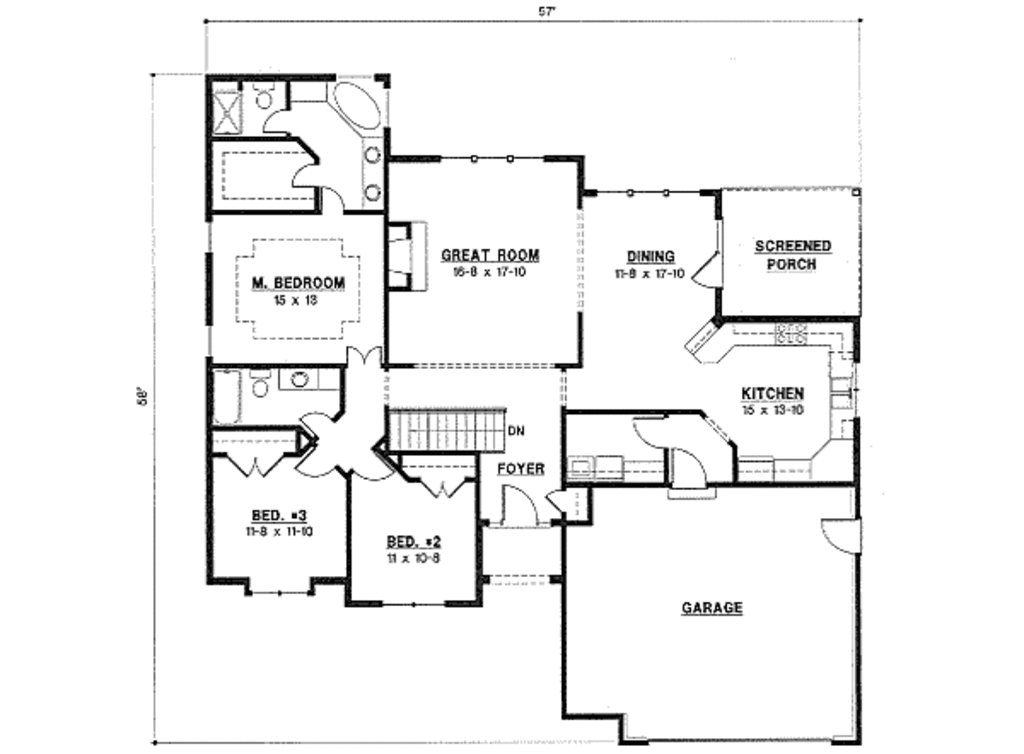 57'
58'
GREAT ROOM
16-8 x 17-10
DINING
11-8 x 17-10
SCREENED
PORCH
M. BEDROOM
15 x 13
KITCHEN
15 x 13-10
DN
FOYER
BED. #3
11-8 x 11-10
BED. #2
11 x 10-8
GARAGE